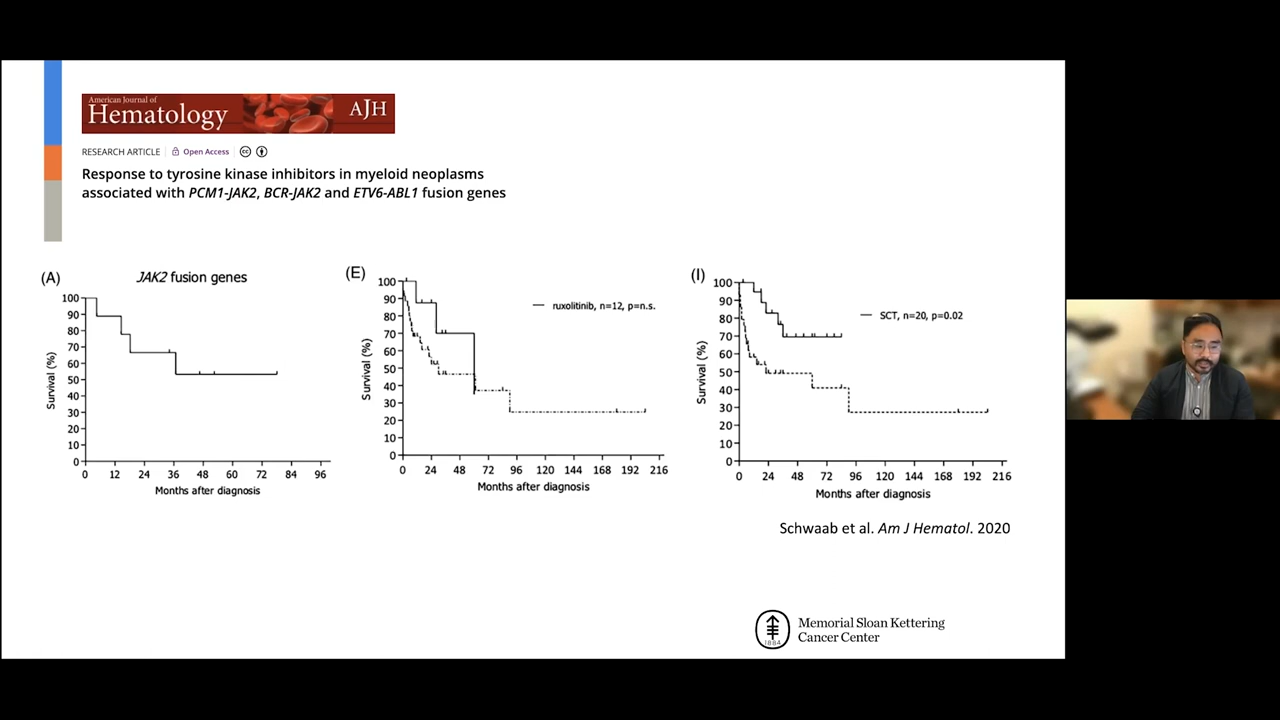 American Journal of
Hematology
AJH
RESEARCH ARTICLE
Open Access
cc
Response to tyrosine kinase inhibitors in myeloid neoplasms
associated with PCM1-JAK2, BCR-JAK2 and ETV6-ABL1 fusion genes
(A)
JAK2 fusion genes
100
90
80
70
60
50
40
30
20
10
0
Survival (%)
0 12 24 36 48 60 72 84 96
Months after diagnosis
(E)
ruxolitinib, n=12, p=n.s.
100
90
80
70
60
50
40
30
20
10
0
Survival (%)
0 24 48 72 96 120 144 168 192 216
Months after diagnosis
(I)
SCT, n=20, p=0.02
100
90
80
70
60
50
40
30
20
10
0
Survival (%)
0 24 48 72 96 120 144 168 192 216
Months after diagnosis
Schwaab et al. Am J Hematol. 2020
1884
Memorial Sloan Kettering
Cancer Center